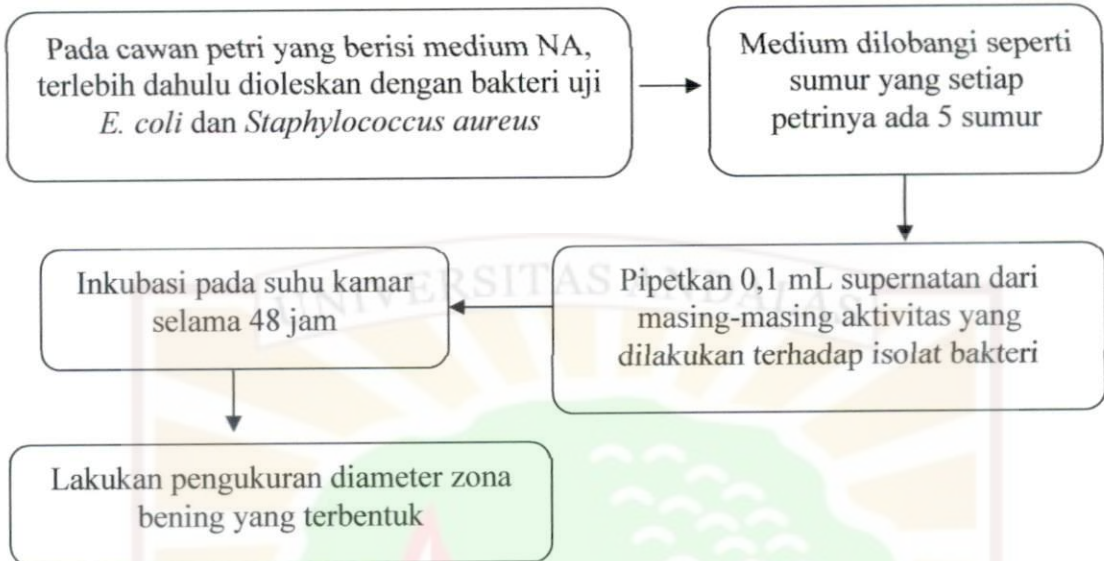 Pada cawan petri yang berisi medium NA,
terlebih dahulu dioleskan dengan bakteri uji
E. coli dan Staphylococcus aureus
Medium dilobangi seperti
sumur yang setiap
petrinya ada 5 sumur
Pipetkan 0,1 mL supernatan dari
masing-masing aktivitas yang
dilakukan terhadap isolat bakteri
Inkubasi pada suhu kamar
selama 48 jam
Lakukan pengukuran diameter zona
bening yang terbentuk
UNIVERSITAS ANDALAS